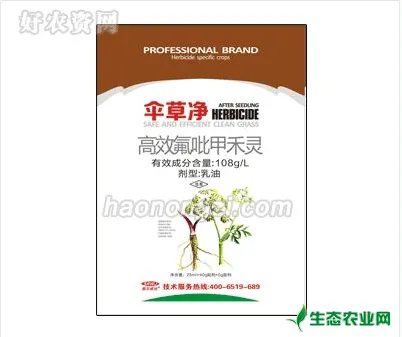 好农资网
PROFESSIONAL BRAND
Herbicide specific crops
伞草净
AFTER SEEDLING
HERBICIDE
SAFE AND EFFICIENT CLEAN GRASS
高效氟吡甲禾灵
有效成分含量:108g/L
剂型:乳油
haonongzi.com
技术服务热线:400-6519-689
生态农业网